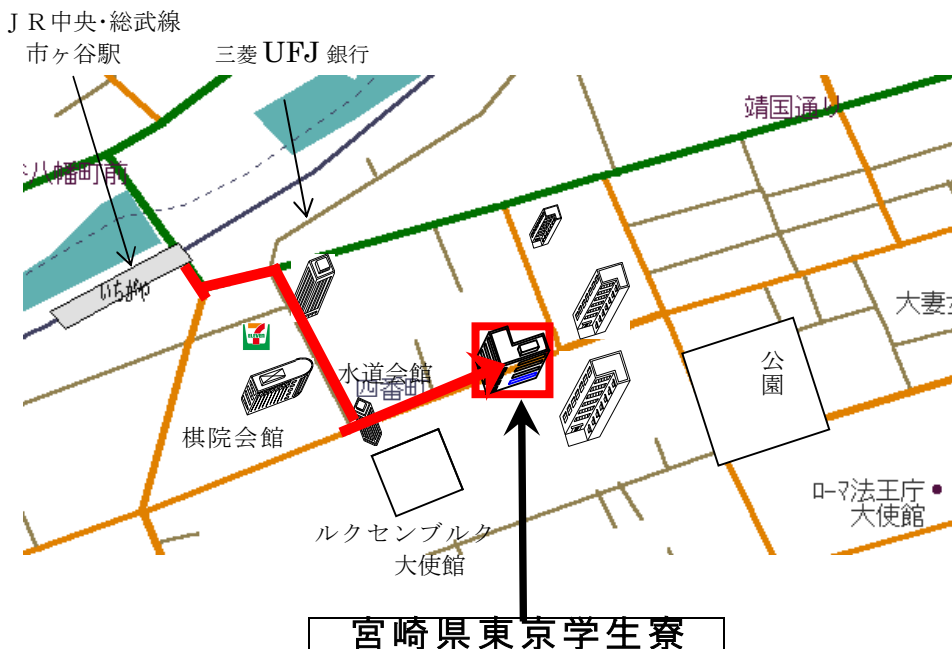 ＪＲ中央・総武線
市ヶ谷駅
三菱 UFJ 銀行
靖国通り
八幡町前
いちがや
ELEVEN
大妻
水道会館
四番町
公園
棋院会館
ローマ法王庁
大使館
ルクセンブルク
大使館
宮崎県東京学生寮